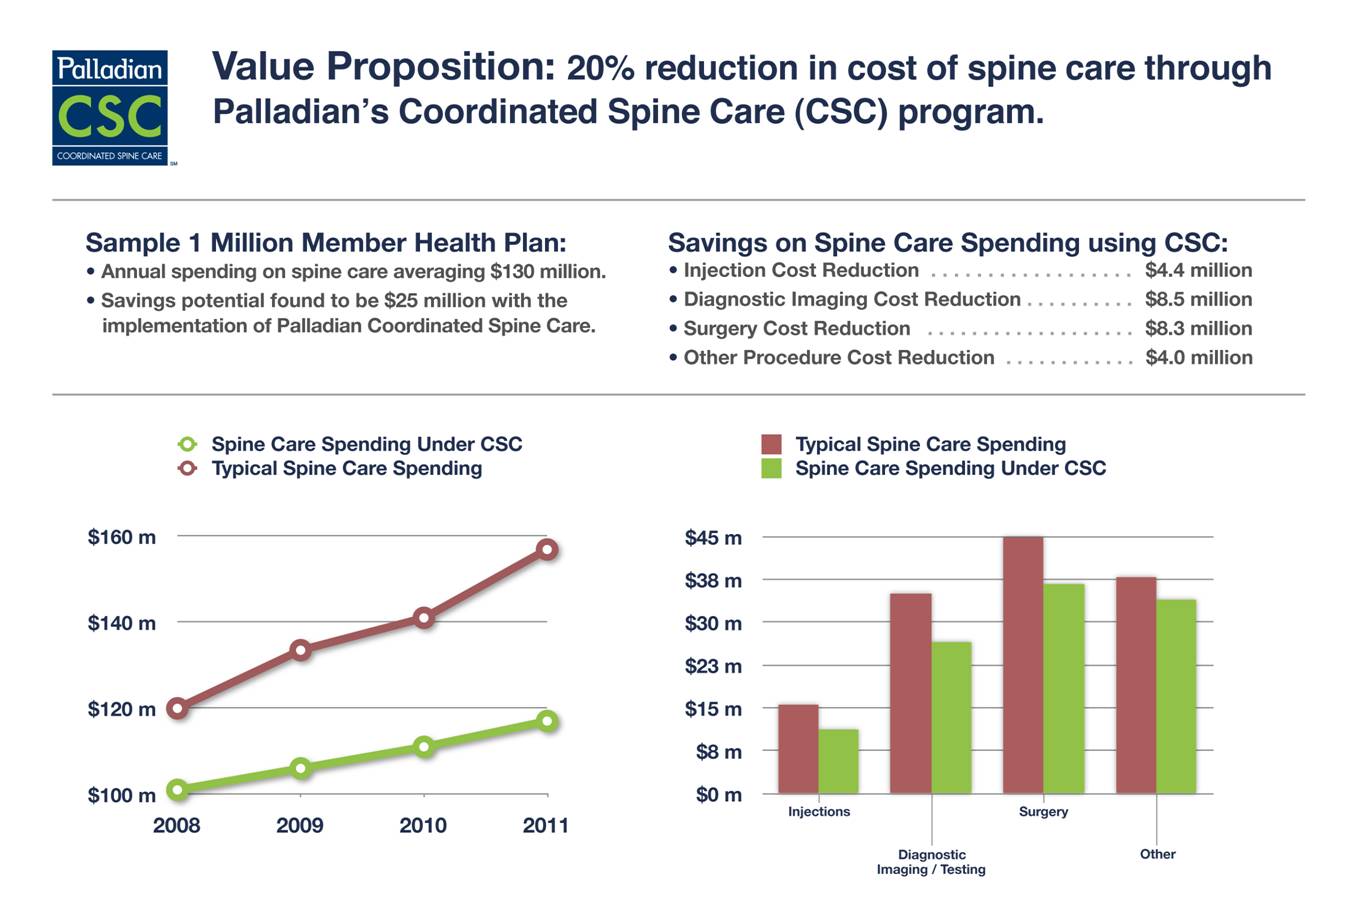 Palladian
CSC
COORDINATED SPINE CARE
SM
Value Proposition: 20% reduction in cost of spine care through
Palladian's Coordinated Spine Care (CSC) program.
Sample 1 Million Member Health Plan:
• Annual spending on spine care averaging $130 million.
• Savings potential found to be $25 million with the
implementation of Palladian Coordinated Spine Care.
Savings on Spine Care Spending using CSC:
• Injection Cost Reduction . . . . . . . . . . . . . . . . . . $4.4 million
• Diagnostic Imaging Cost Reduction . . . . . . . . . . $8.5 million
• Surgery Cost Reduction . . . . . . . . . . . . . . . . . . . $8.3 million
• Other Procedure Cost Reduction . . . . . . . . . . . . $4.0 million
Spine Care Spending Under CSC
Typical Spine Care Spending
$160 m
$140 m
$120 m
$100 m
2008 2009 2010 2011
Typical Spine Care Spending
Spine Care Spending Under CSC
$45 m
$38 m
$30 m
$23 m
$15 m
$8 m
$0 m
Injections Surgery
Diagnostic Other
Imaging / Testing